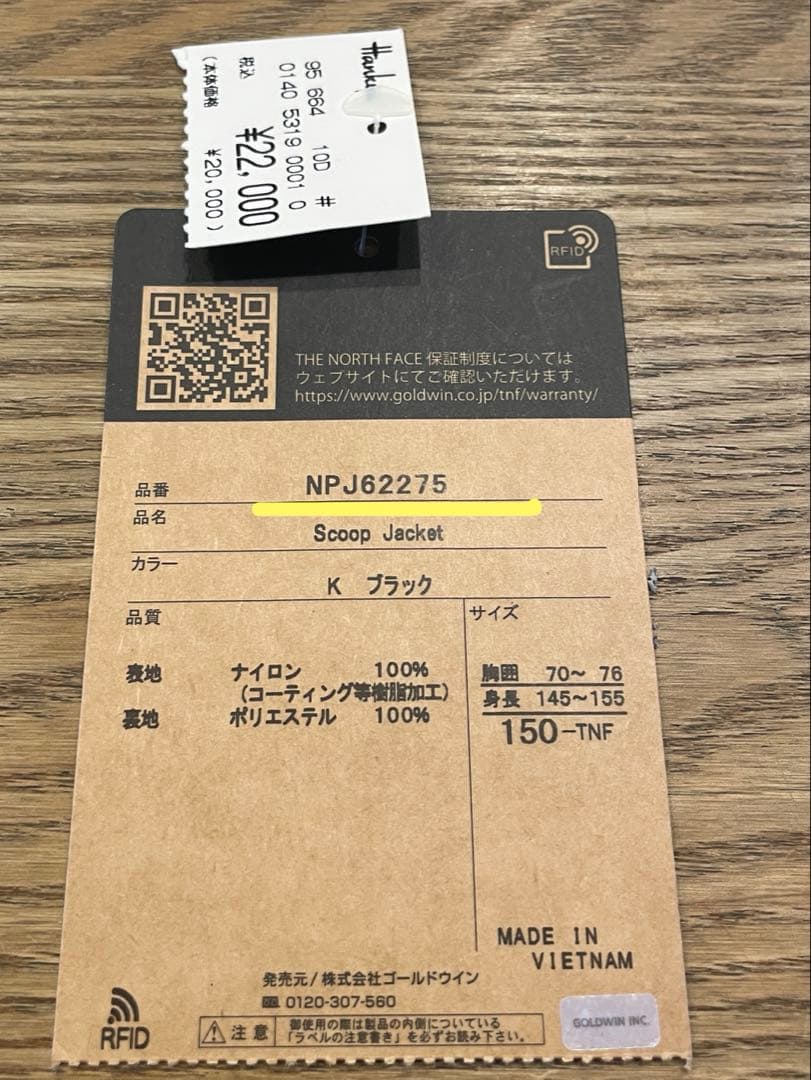 Hanky
95 664 10D #
0140 5319 0001 0
税込 ¥22,000
(本体価格 ¥20,000)
RFID
THE NORTH FACE 保証制度については
ウェブサイトにてご確認いただけます。
https://www.goldwin.co.jp/tnf/warranty/
品番 NPJ62275
品名 Scoop Jacket
カラー
K ブラック
品質
表地 ナイロン 100%
(コーティング等樹脂加工)
裏地 ポリエステル 100%
サイズ
胸囲 70~ 76
身長 145~155
150-TNF
MADE IN
VIETNAM
発売元/株式会社ゴールドウイン
0120-307-560
RFID
注意
御使用の際は製品の内側についている
「ラベルの注意書き」を必ずお読み下さい。
GOLDWIN INC.